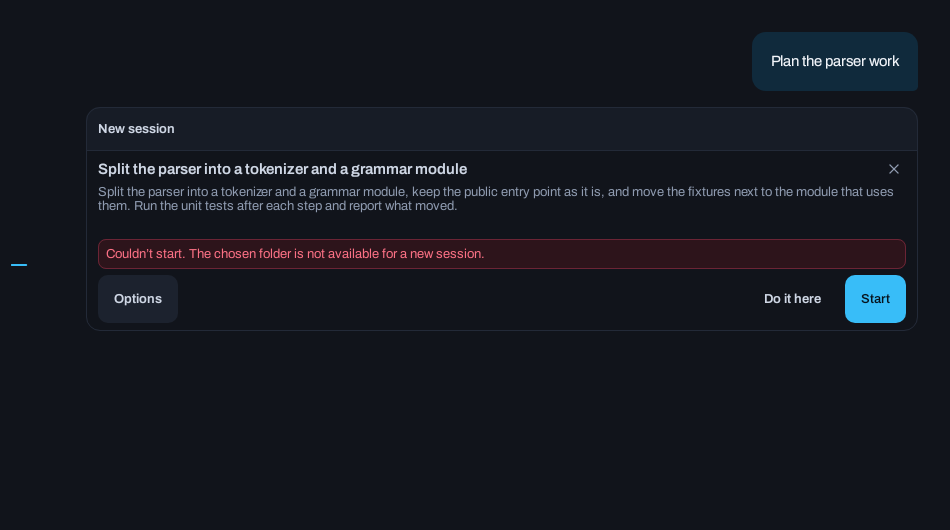 Plan the parser work
New session
Split the parser into a tokenizer and a grammar module
Split the parser into a tokenizer and a grammar module, keep the public entry point as it is, and move the fixtures next to the module that uses
them. Run the unit tests after each step and report what moved.
Couldn't start. The chosen folder is not available for a new session.
Options
Do it here
Start